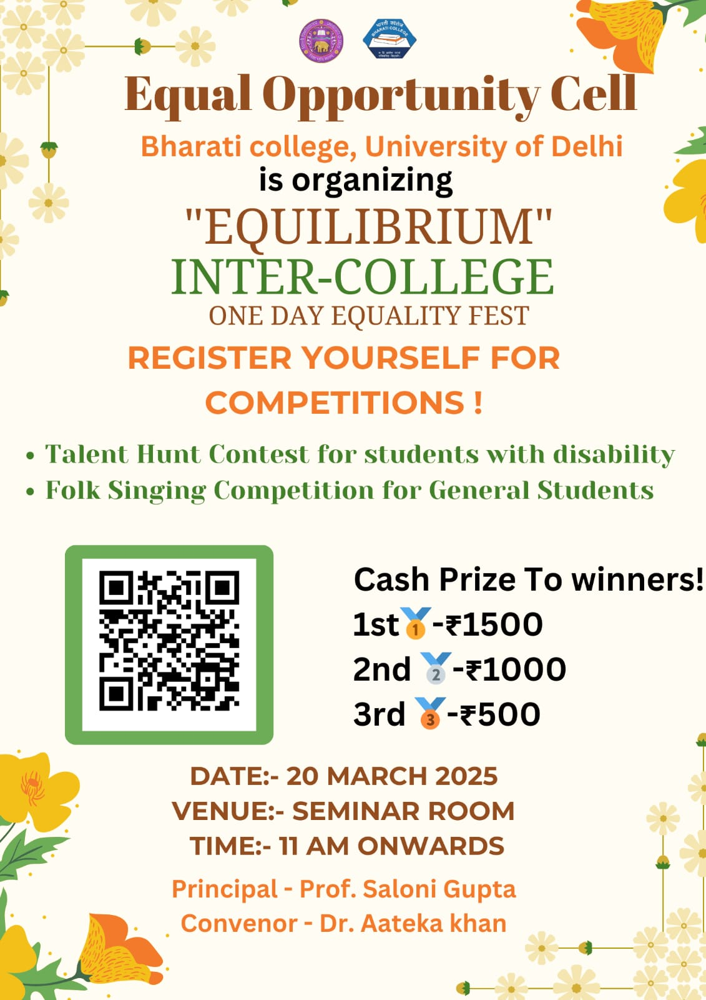 भारती कॉलेज
BHARATI COLLEGE
Equal Opportunity Cell
Bharati college, University of Delhi
is organizing
"EQUILIBRIUM"
INTER-COLLEGE
ONE DAY EQUALITY FEST
REGISTER YOURSELF FOR
COMPETITIONS !
• Talent Hunt Contest for students with disability
• Folk Singing Competition for General Students
Cash Prize To winners!
1st🥇-₹1500
2nd 🥈-₹1000
3rd 🥉-₹500
DATE:- 20 MARCH 2025
VENUE:- SEMINAR ROOM
TIME:- 11 AM ONWARDS
Principal - Prof. Saloni Gupta
Convenor - Dr. Aateka khan